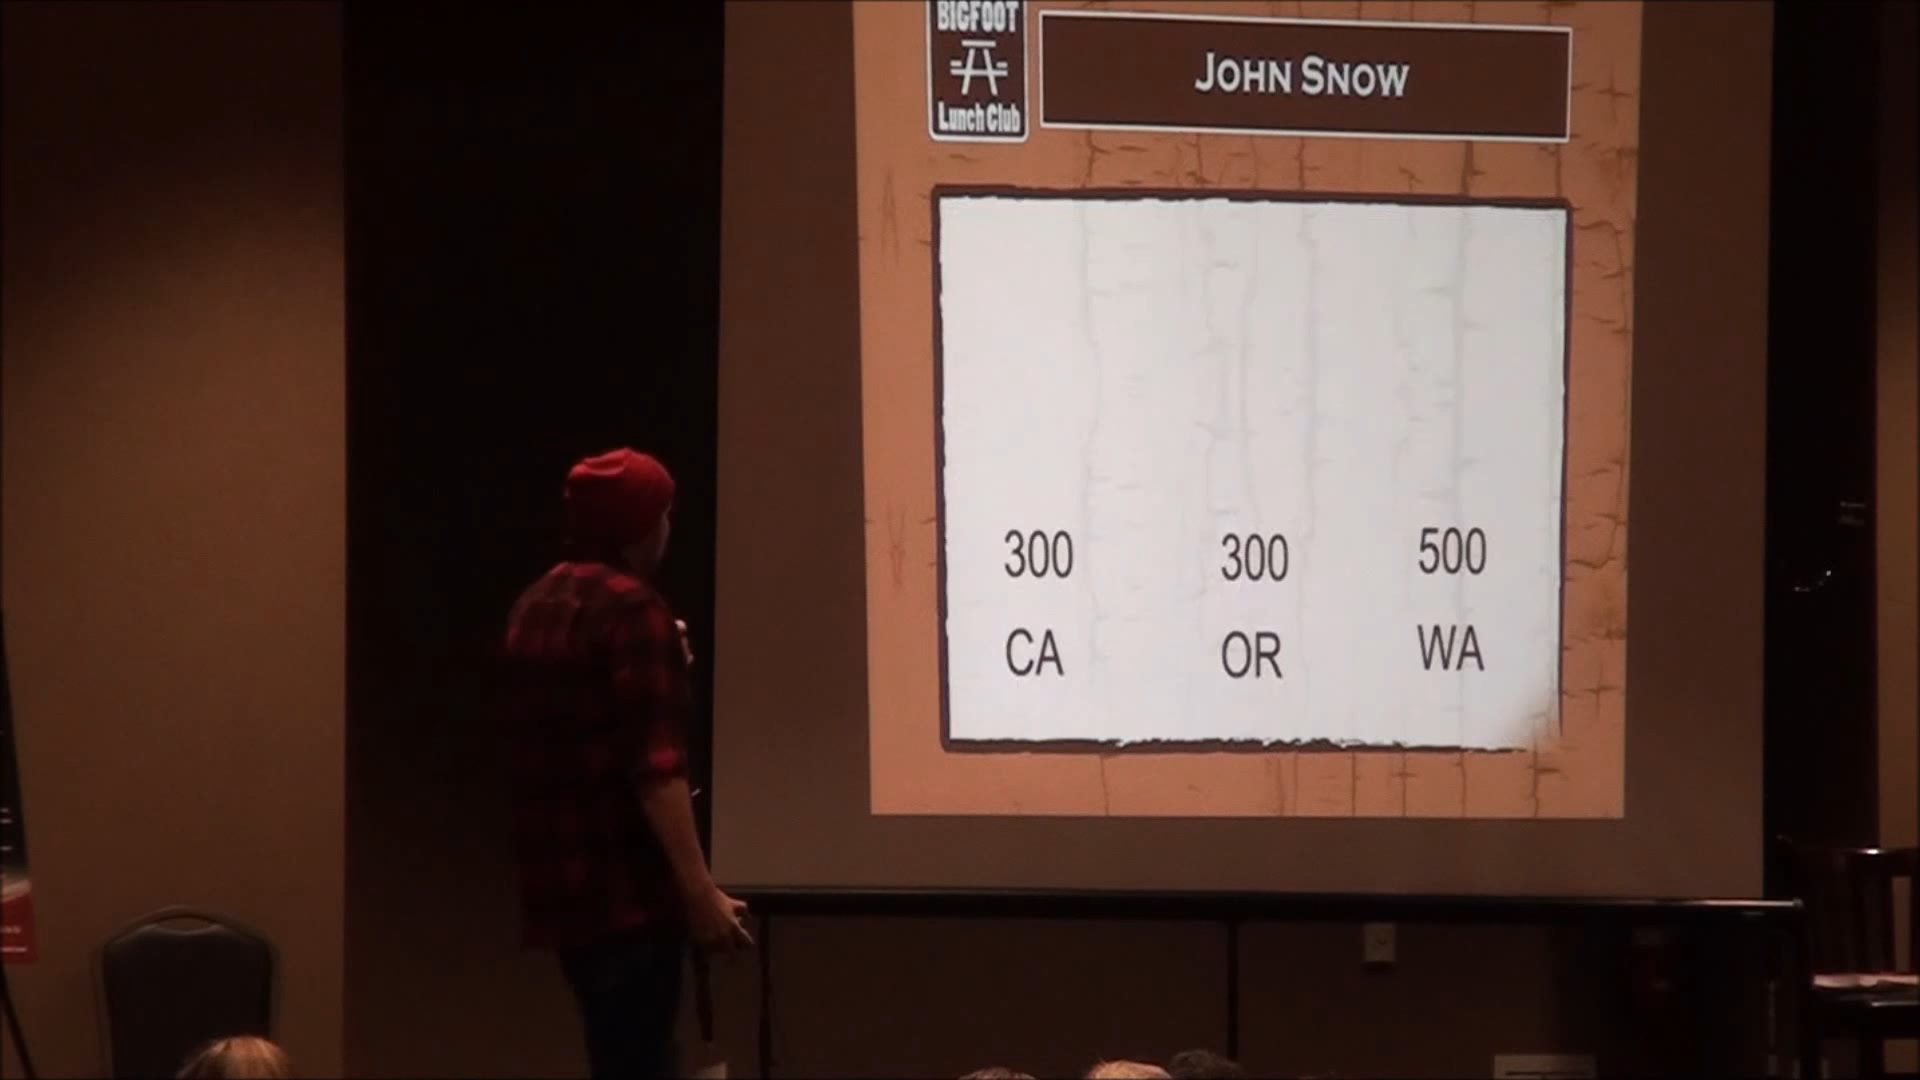 BIGFOOT
Lunch Club
JOHN SNOW
300 300 500
CA OR WA